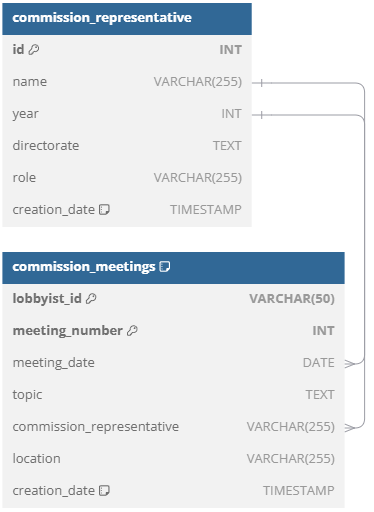 commission_representative
id INT
name VARCHAR(255)
year INT
directorate TEXT
role VARCHAR(255)
creation_date TIMESTAMP
commission_meetings
lobbyist_id VARCHAR(50)
meeting_number INT
meeting_date DATE
topic TEXT
commission_representative VARCHAR(255)
location VARCHAR(255)
creation_date TIMESTAMP